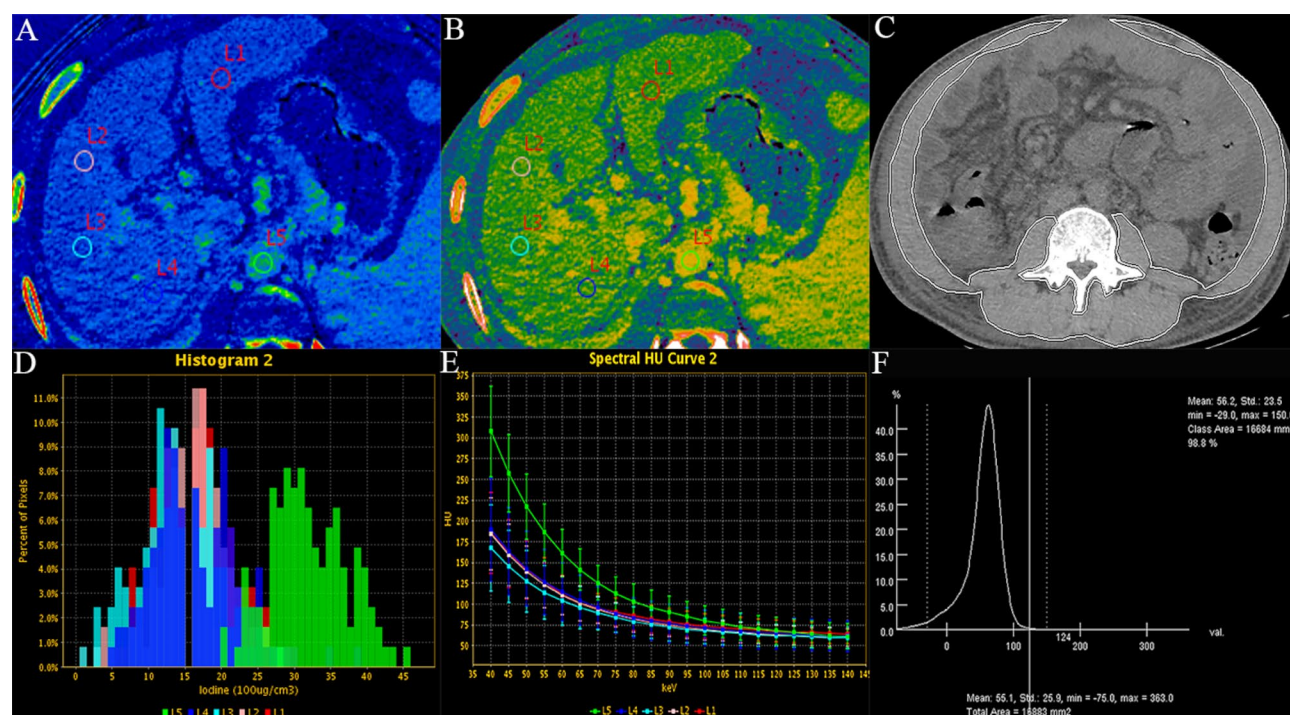 A
L1
L2
L3
L4
L5
B
L1
L2
L3
L4
L5
C
D
Histogram 2
Percent of Pixels
11.0%
10.0%
9.0%
8.0%
7.0%
6.0%
5.0%
4.0%
3.0%
2.0%
1.0%
0.0%
0 5 10 15 20 25 30 35 40 45
Iodine (100ug/cm3)
L5 L4 L3 L2 L1
E
Spectral HU Curve 2
HU
375
350
325
300
275
250
225
200
175
150
125
100
75
50
35 40 45 50 55 60 65 70 75 80 85 90 95 100 105 110 115 120 125 130 135 140 145
keV
L5 L4 L3 L2 L1
F
%
40.0
30.0
20.0
15.0
10.0
5.0
0.0
0 100 200 300 val.
124
Mean: 56.2, Std.: 23.5
min = -29.0, max = 150.
Class Area = 16684 mm
98.8 %
Mean: 55.1, Std.: 25.9, min = -75.0, max = 363.0
Total Area = 16883 mm2